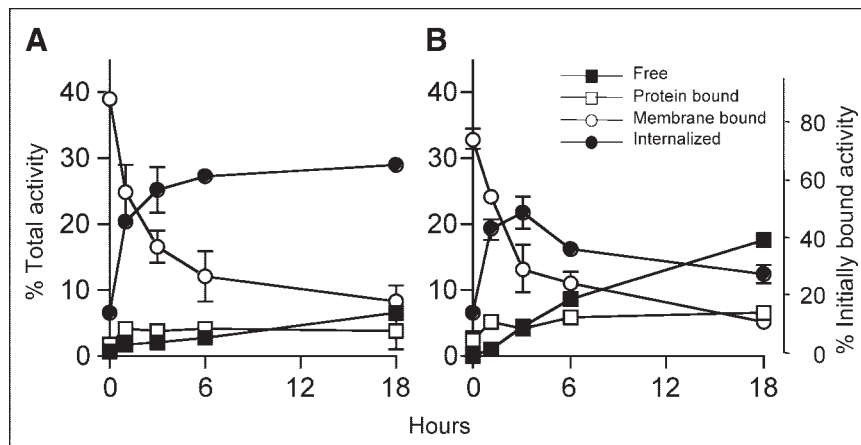 A
B
Free
Protein bound
Membrane bound
Internalized
% Total activity
40
30
20
10
0
0
6
12
18
40
30
20
10
0
0
6
12
18
80
60
40
20
0
% Initially bound activity
Hours